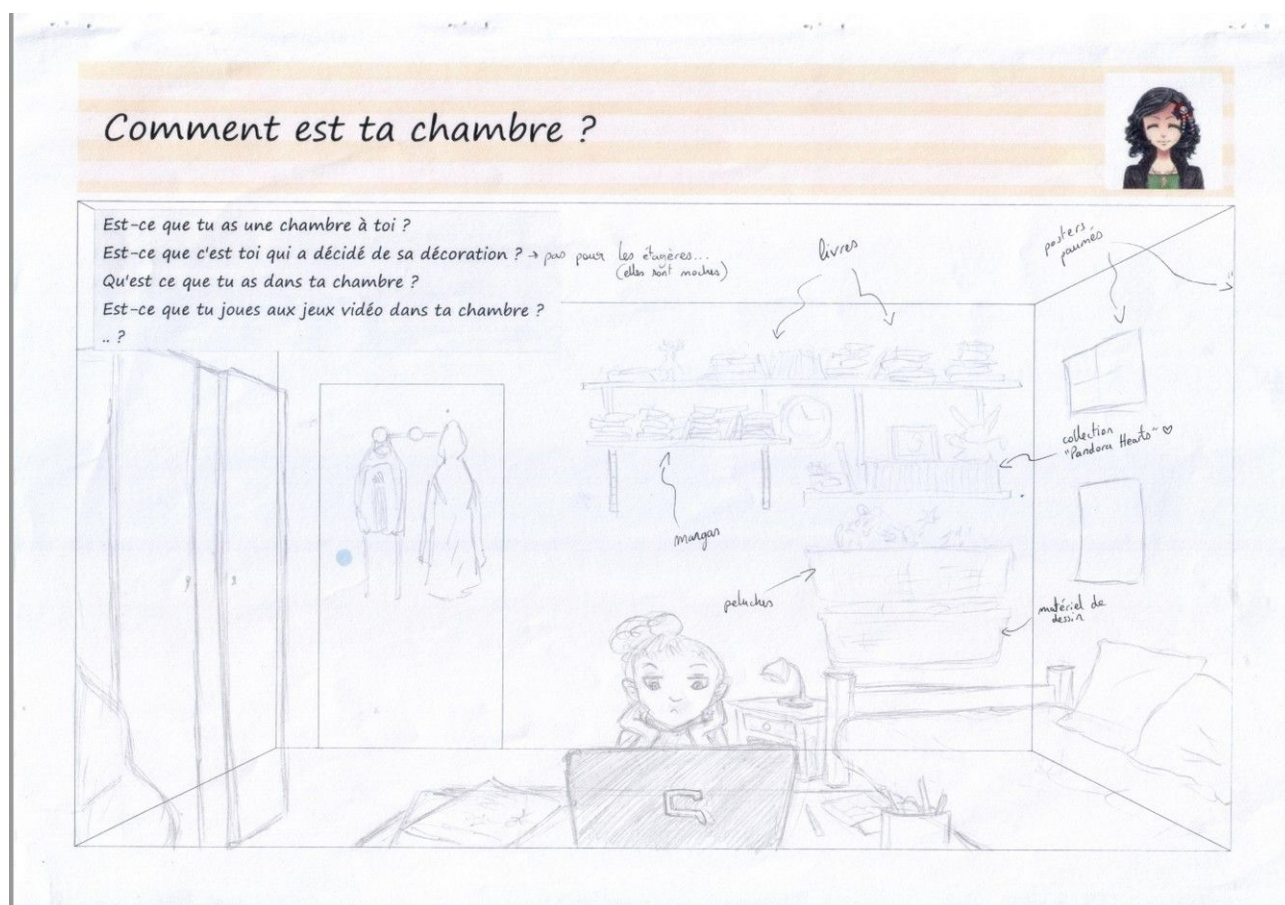 Comment est ta chambre ?
Est-ce que tu as une chambre à toi ?
Est-ce que c'est toi qui a décidé de sa décoration ? → pas pour les étagères...
(elles sont moches)
Qu'est ce que tu as dans ta chambre ?
Est-ce que tu joues aux jeux vidéo dans ta chambre ?
.. ?
livres
posters
paumés
collection
"Pandora Hearts" ♡
mangas
peluches
matériel de
dessin